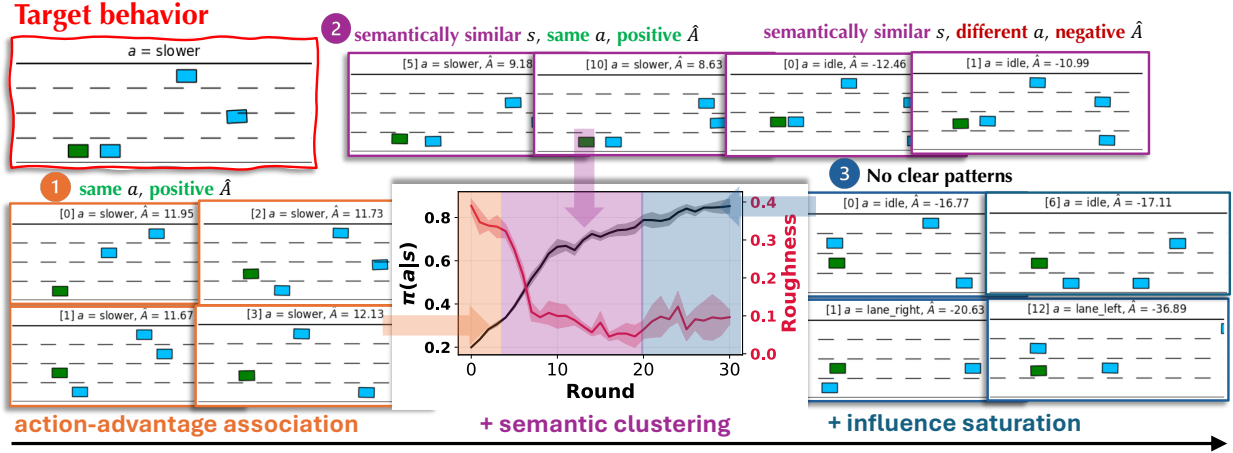 Target behavior
a = slower
2 semantically similar s, same a, positive Â
semantically similar s, different a, negative Â
[5] a = slower, Â = 9.18
[10] a = slower, Â = 8.63
[0] a = idle, Â = -12.46
[1] a = idle, Â = -10.99
1 same a, positive Â
[0] a = slower, Â = 11.95
[2] a = slower, Â = 11.73
[1] a = slower, Â = 11.67
[3] a = slower, Â = 12.13
π(a|s)
0.8
0.6
0.4
0.2
0.4
0.3
0.2
0.1
0.0
Roughness
0
10
20
30
Round
3 No clear patterns
[0] a = idle, Â = -16.77
[6] a = idle, Â = -17.11
[1] a = lane_right, Â = -20.63
[12] a = lane_left, Â = -36.89
action-advantage association
+ semantic clustering
+ influence saturation